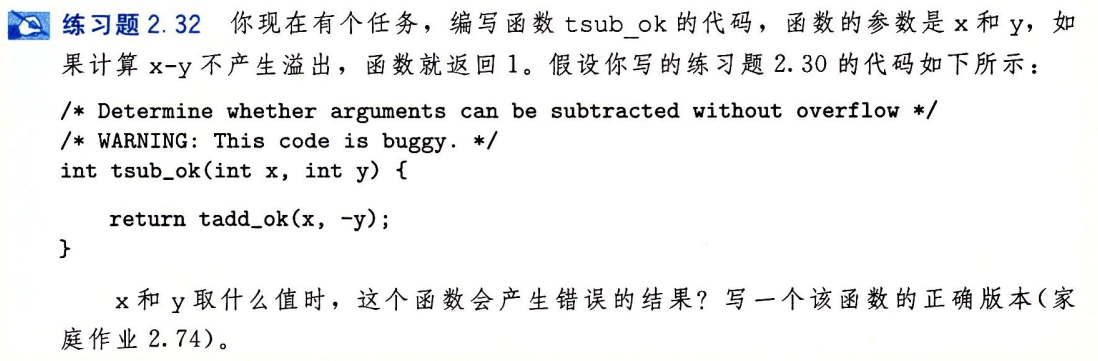 练习题 2.32 你现在有个任务，编写函数 tsub_ok 的代码，函数的参数是 x 和 y，如
果计算 x-y 不产生溢出，函数就返回 1。假设你写的练习题 2.30 的代码如下所示：
/* Determine whether arguments can be subtracted without overflow */
/* WARNING: This code is buggy. */
int tsub_ok(int x, int y) {
return tadd_ok(x, -y);
}
x 和 y 取什么值时，这个函数会产生错误的结果？写一个该函数的正确版本（家
庭作业 2.74）。